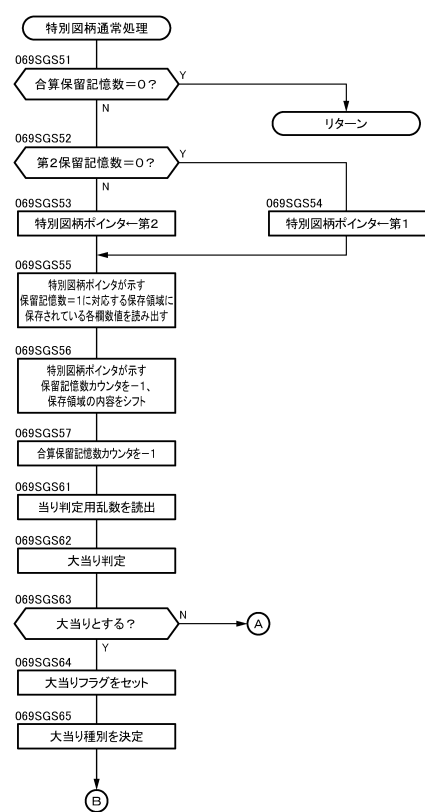 特別図柄通常処理
069SGS51
合算保留記憶数=0?
Y
N
リターン
069SGS52
第2保留記憶数=0?
Y
N
069SGS53
特別図柄ポインタ←第2
069SGS54
特別図柄ポインタ←第1
069SGS55
特別図柄ポインタが示す
保留記憶数=1に対応する保存領域に
保存されている各欄数値を読み出す
069SGS56
特別図柄ポインタが示す
保留記憶数カウンタを-1、
保存領域の内容をシフト
069SGS57
合算保留記憶数カウンタを-1
069SGS61
当り判定用乱数を読出
069SGS62
大当り判定
069SGS63
大当りとする?
N
A
Y
069SGS64
大当りフラグをセット
069SGS65
大当り種別を決定
B